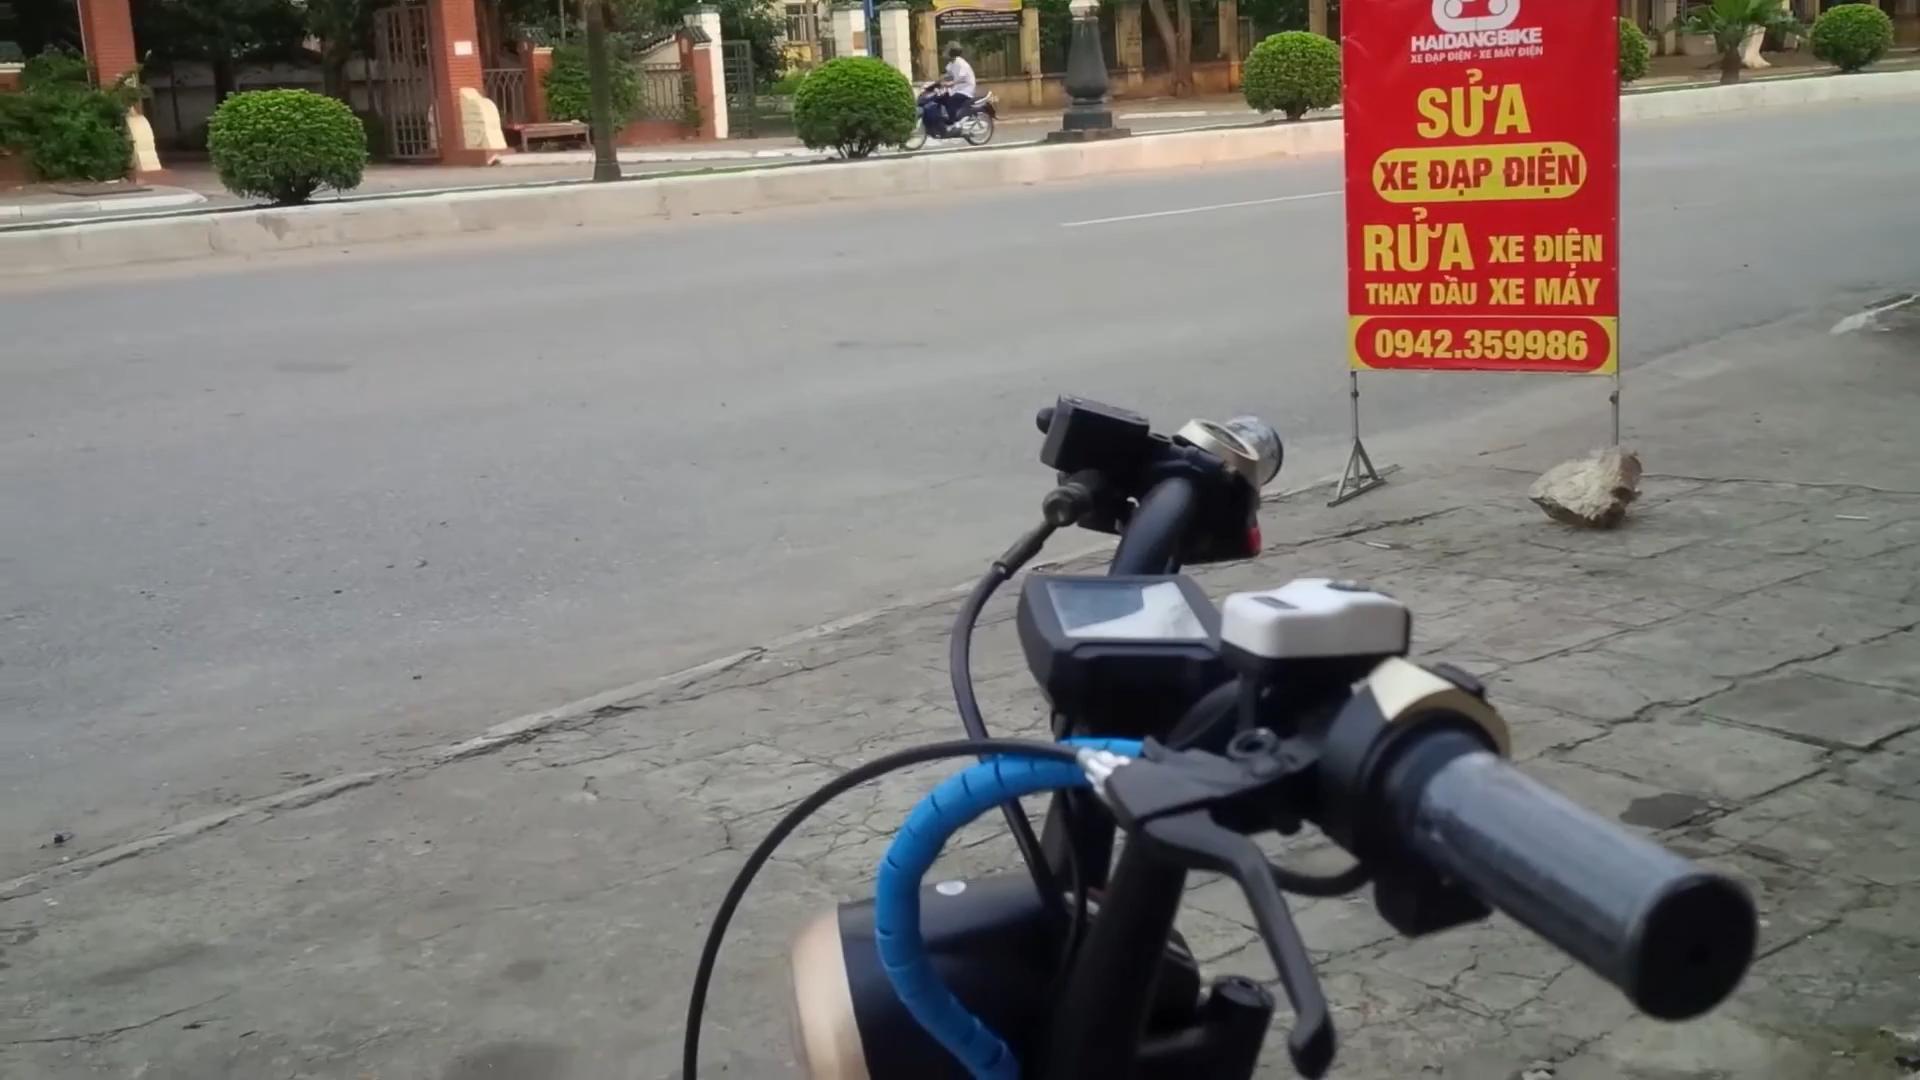 HAIDANGBIKE
XE ĐẠP ĐIỆN - XE MÁY ĐIỆN
SỬA
XE ĐẠP ĐIỆN
RỬA XE ĐIỆN
THAY DẦU XE MÁY
0942.359986